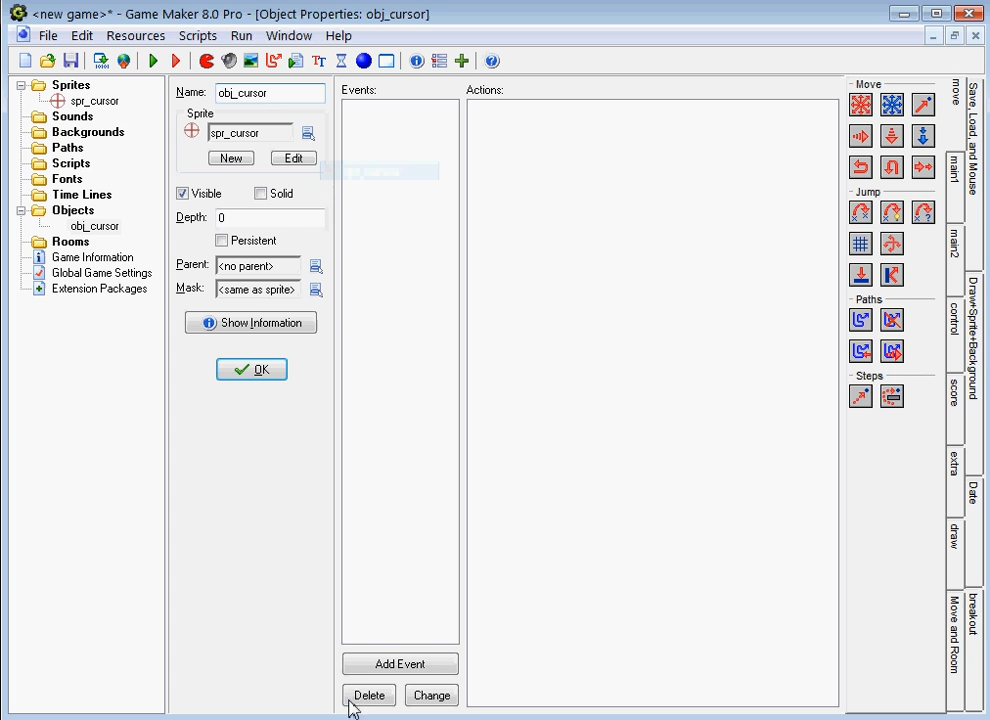 <new game>* - Game Maker 8.0 Pro - [Object Properties: obj_cursor]
File Edit Resources Scripts Run Window Help
Sprites
spr_cursor
Sounds
Backgrounds
Paths
Scripts
Fonts
Time Lines
Objects
obj_cursor
Rooms
Game Information
Global Game Settings
Extension Packages
Name: obj_cursor
Sprite
spr_cursor
New Edit
Visible Solid
Depth: 0
Persistent
Parent: <no parent>
Mask: <same as sprite>
Show Information
OK
Events:
Add Event
Delete Change
Actions:
Move
Jump
Paths
Steps
move
main1
main2
control
score
extra
draw
Move and Room
Save, Load, and Mouse
Draw+Sprite+Background
Date
breakout